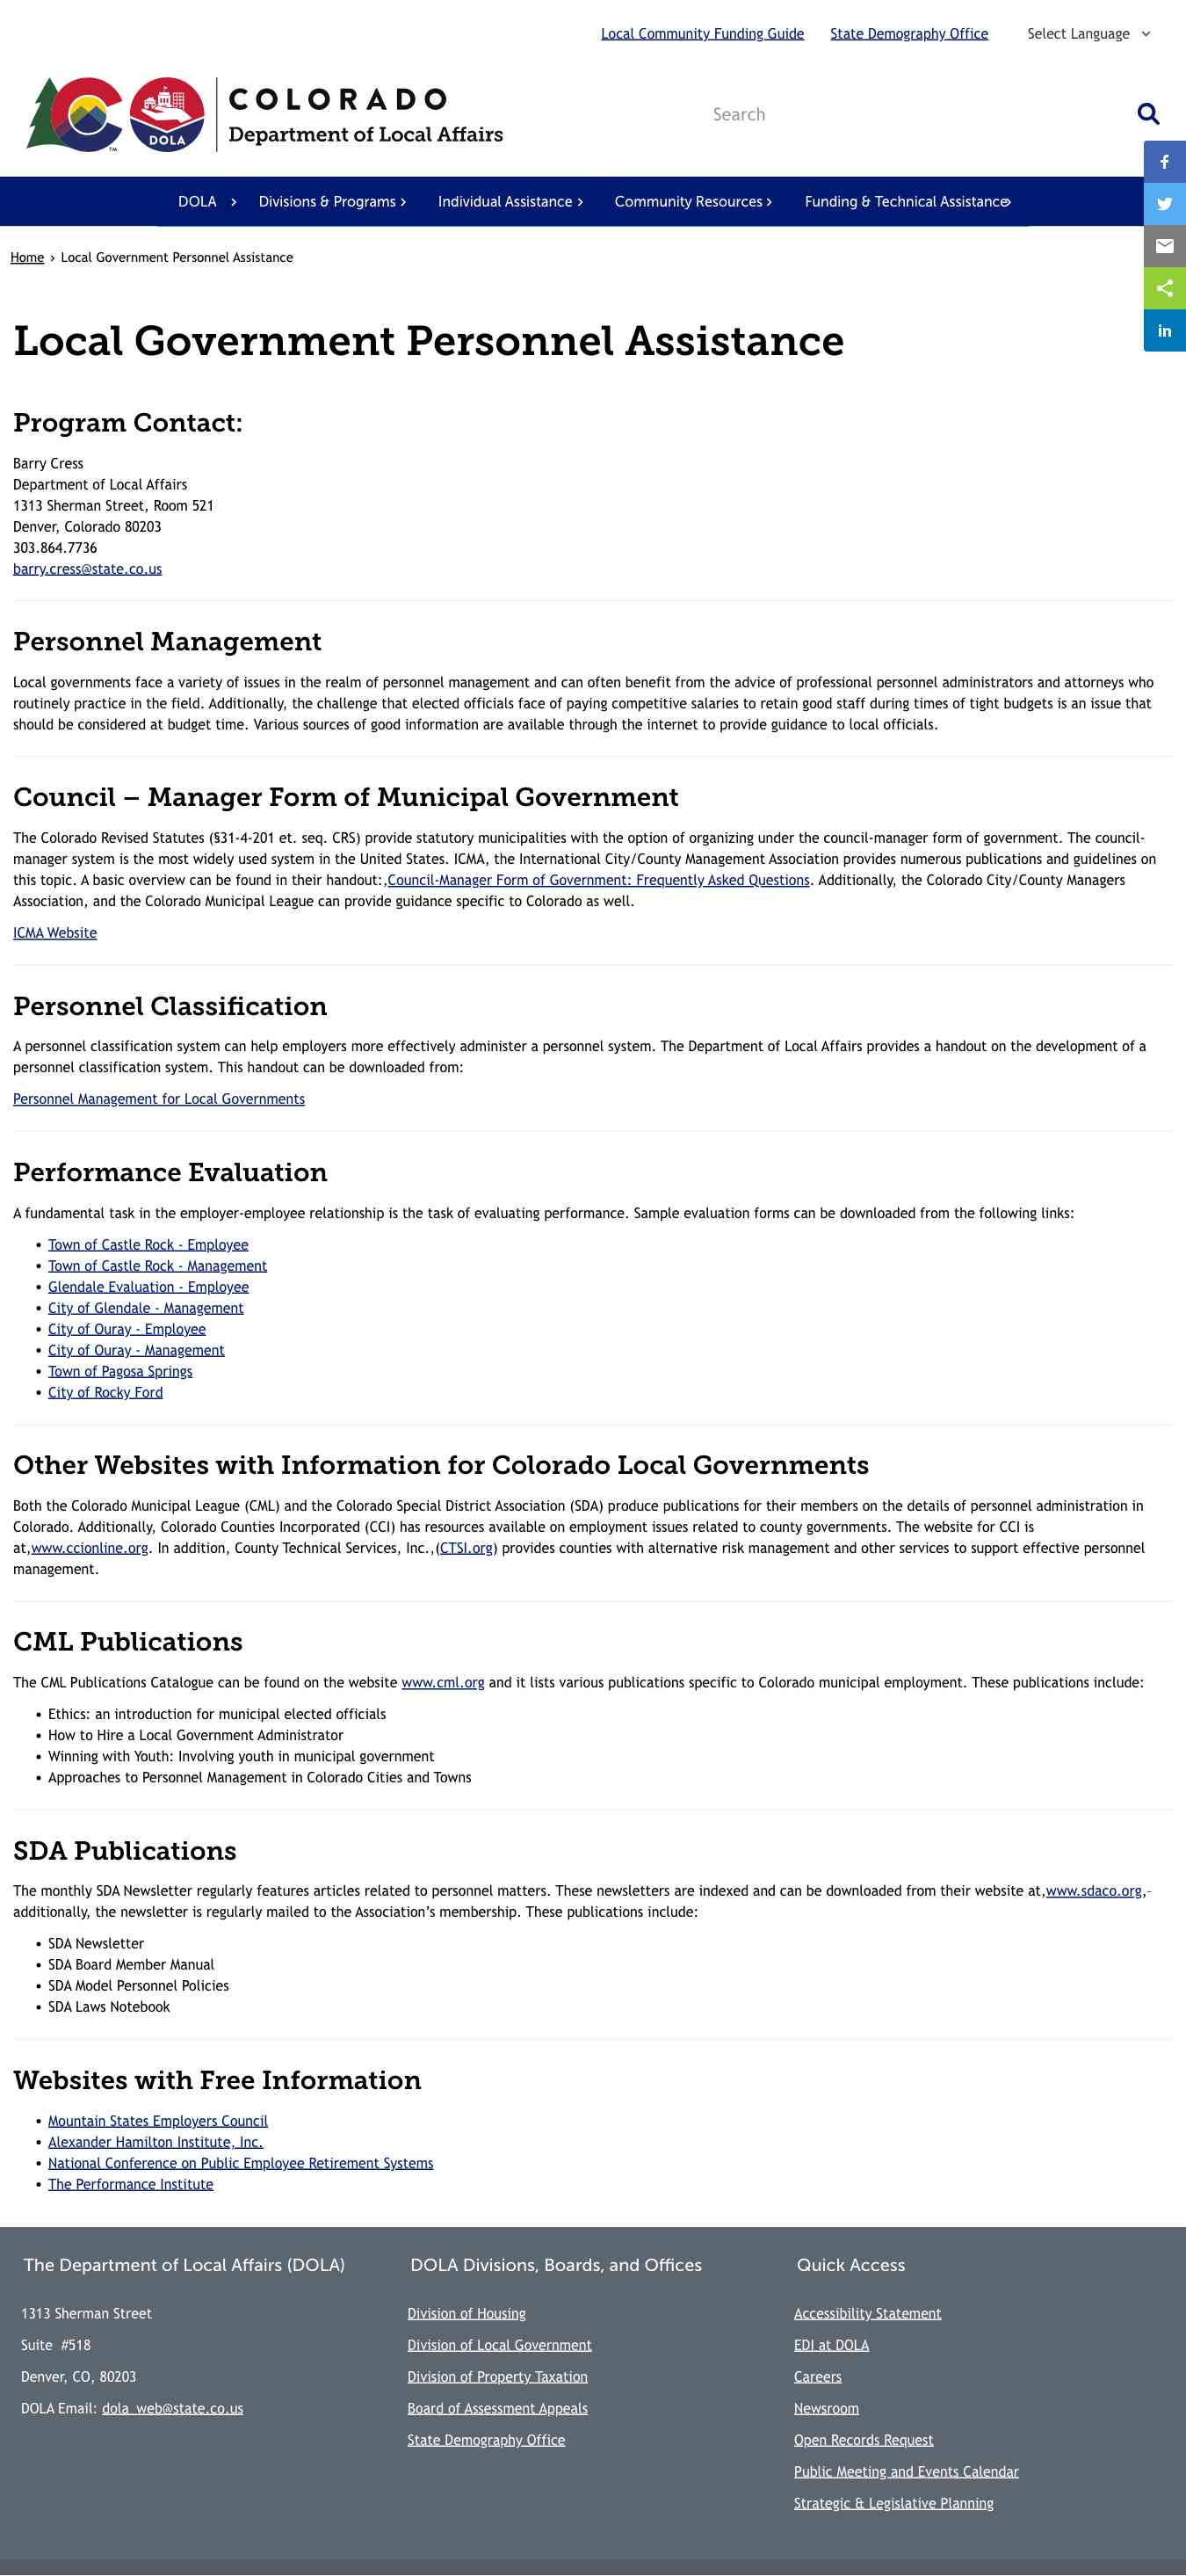 Local Community Funding Guide State Demography Office Select Language
COLORADO
Department of Local Affairs
DOLA
TM
Search
DOLA Divisions & Programs Individual Assistance Community Resources Funding & Technical Assistance
Home › Local Government Personnel Assistance
Local Government Personnel Assistance
Program Contact:
Barry Cress
Department of Local Affairs
1313 Sherman Street, Room 521
Denver, Colorado 80203
303.864.7736
barry.cress@state.co.us
Personnel Management
Local governments face a variety of issues in the realm of personnel management and can often benefit from the advice of professional personnel administrators and attorneys who
routinely practice in the field. Additionally, the challenge that elected officials face of paying competitive salaries to retain good staff during times of tight budgets is an issue that
should be considered at budget time. Various sources of good information are available through the internet to provide guidance to local officials.
Council – Manager Form of Municipal Government
The Colorado Revised Statutes (§31-4-201 et. seq. CRS) provide statutory municipalities with the option of organizing under the council-manager form of government. The council-
manager system is the most widely used system in the United States. ICMA, the International City/County Management Association provides numerous publications and guidelines on
this topic. A basic overview can be found in their handout:,Council-Manager Form of Government: Frequently Asked Questions. Additionally, the Colorado City/County Managers
Association, and the Colorado Municipal League can provide guidance specific to Colorado as well.
ICMA Website
Personnel Classification
A personnel classification system can help employers more effectively administer a personnel system. The Department of Local Affairs provides a handout on the development of a
personnel classification system. This handout can be downloaded from:
Personnel Management for Local Governments
Performance Evaluation
A fundamental task in the employer-employee relationship is the task of evaluating performance. Sample evaluation forms can be downloaded from the following links:
• Town of Castle Rock - Employee
• Town of Castle Rock - Management
• Glendale Evaluation - Employee
• City of Glendale - Management
• City of Ouray - Employee
• City of Ouray - Management
• Town of Pagosa Springs
• City of Rocky Ford
Other Websites with Information for Colorado Local Governments
Both the Colorado Municipal League (CML) and the Colorado Special District Association (SDA) produce publications for their members on the details of personnel administration in
Colorado. Additionally, Colorado Counties Incorporated (CCI) has resources available on employment issues related to county governments. The website for CCI is
at,www.ccionline.org. In addition, County Technical Services, Inc.,(CTSI.org) provides counties with alternative risk management and other services to support effective personnel
management.
CML Publications
The CML Publications Catalogue can be found on the website www.cml.org and it lists various publications specific to Colorado municipal employment. These publications include:
• Ethics: an introduction for municipal elected officials
• How to Hire a Local Government Administrator
• Winning with Youth: Involving youth in municipal government
• Approaches to Personnel Management in Colorado Cities and Towns
SDA Publications
The monthly SDA Newsletter regularly features articles related to personnel matters. These newsletters are indexed and can be downloaded from their website at,www.sdaco.org,-
additionally, the newsletter is regularly mailed to the Association's membership. These publications include:
• SDA Newsletter
• SDA Board Member Manual
• SDA Model Personnel Policies
• SDA Laws Notebook
Websites with Free Information
• Mountain States Employers Council
• Alexander Hamilton Institute, Inc.
• National Conference on Public Employee Retirement Systems
• The Performance Institute
The Department of Local Affairs (DOLA)
1313 Sherman Street
Suite #518
Denver, CO, 80203
DOLA Email: dola_web@state.co.us
DOLA Divisions, Boards, and Offices
Division of Housing
Division of Local Government
Division of Property Taxation
Board of Assessment Appeals
State Demography Office
Quick Access
Accessibility Statement
EDI at DOLA
Careers
Newsroom
Open Records Request
Public Meeting and Events Calendar
Strategic & Legislative Planning